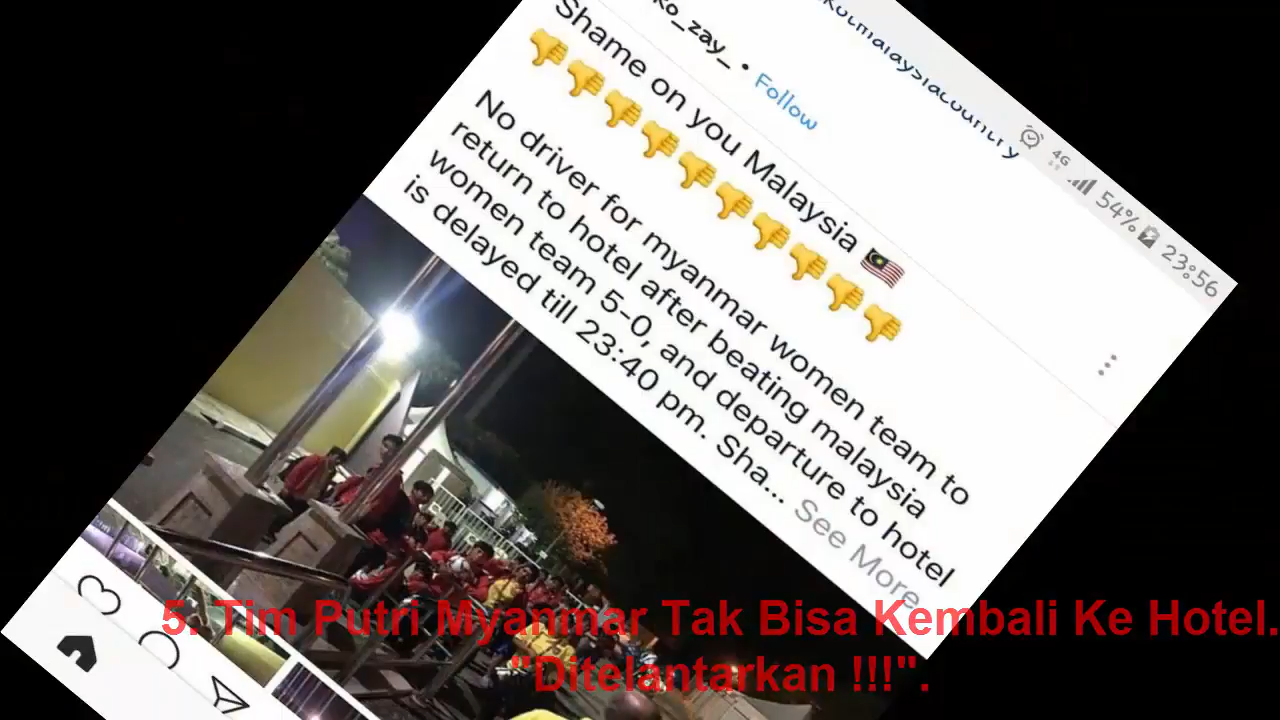 54% 23:56
4G
ko_zay_ • Follow
Shame on you Malaysia 🇲🇾
👎👎👎👎👎👎👎👎👎👎
No driver for myanmar women team to
return to hotel after beating malaysia
women team 5-0, and departure to hotel
is delayed till 23:40 pm. Sha... See More
5. Tim Putri Myanmar Tak Bisa Kembali Ke Hotel.
"Ditelantarkan !!!".